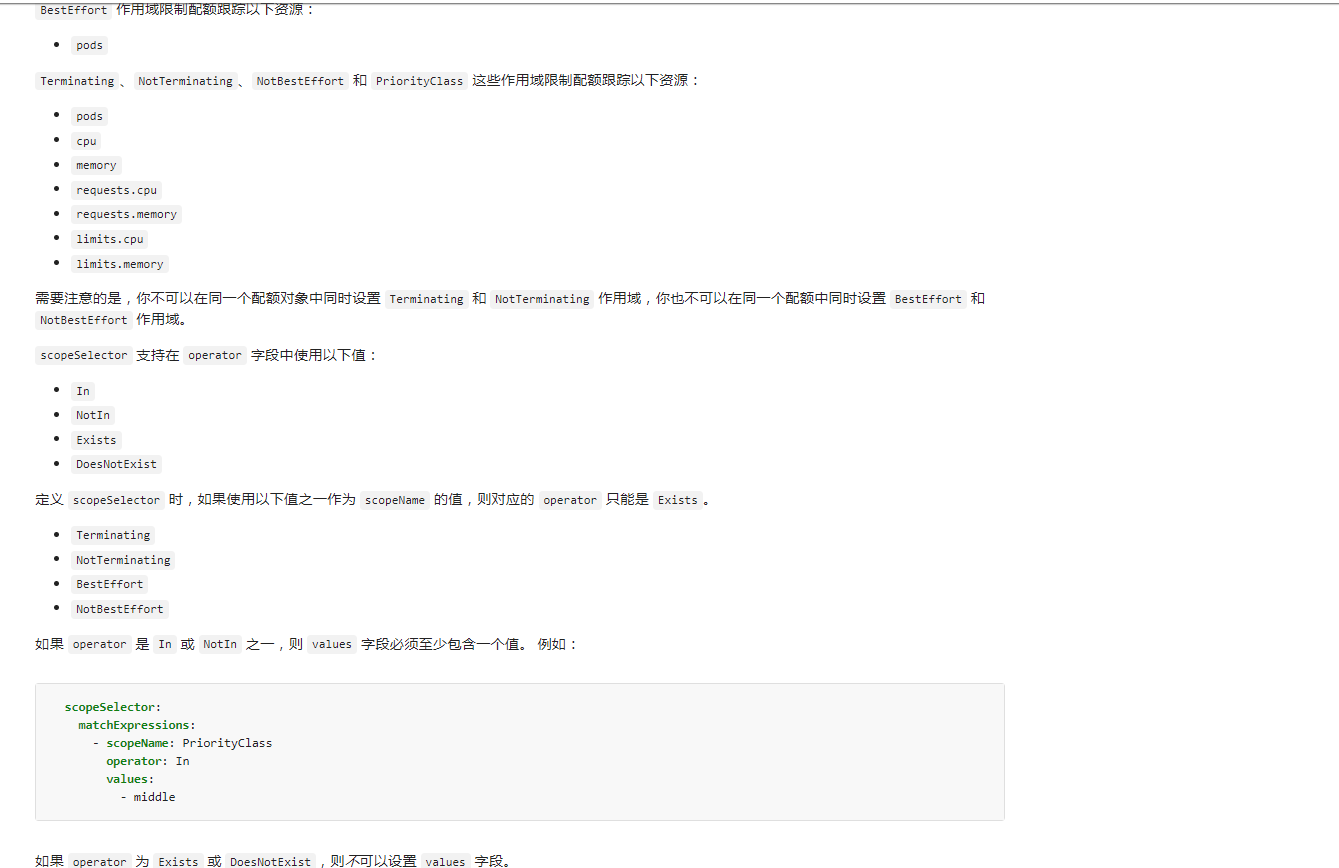 BestEffort 作用域限制配额跟踪以下资源：
• pods
Terminating 、 NotTerminating 、 NotBestEffort 和 PriorityClass 这些作用域限制配额跟踪以下资源：
• pods
• cpu
• memory
• requests.cpu
• requests.memory
• limits.cpu
• limits.memory
需要注意的是，你不可以在同一个配额对象中同时设置 Terminating 和 NotTerminating 作用域，你也不可以在同一个配额中同时设置 BestEffort 和
NotBestEffort 作用域。
scopeSelector 支持在 operator 字段中使用以下值：
• In
• NotIn
• Exists
• DoesNotExist
定义 scopeSelector 时，如果使用以下值之一作为 scopeName 的值，则对应的 operator 只能是 Exists 。
• Terminating
• NotTerminating
• BestEffort
• NotBestEffort
如果 operator 是 In 或 NotIn 之一，则 values 字段必须至少包含一个值。 例如：
scopeSelector:
  matchExpressions:
    - scopeName: PriorityClass
      operator: In
      values:
        - middle
如果 operator 为 Exists 或 DoesNotExist ，则不可以设置 values 字段。